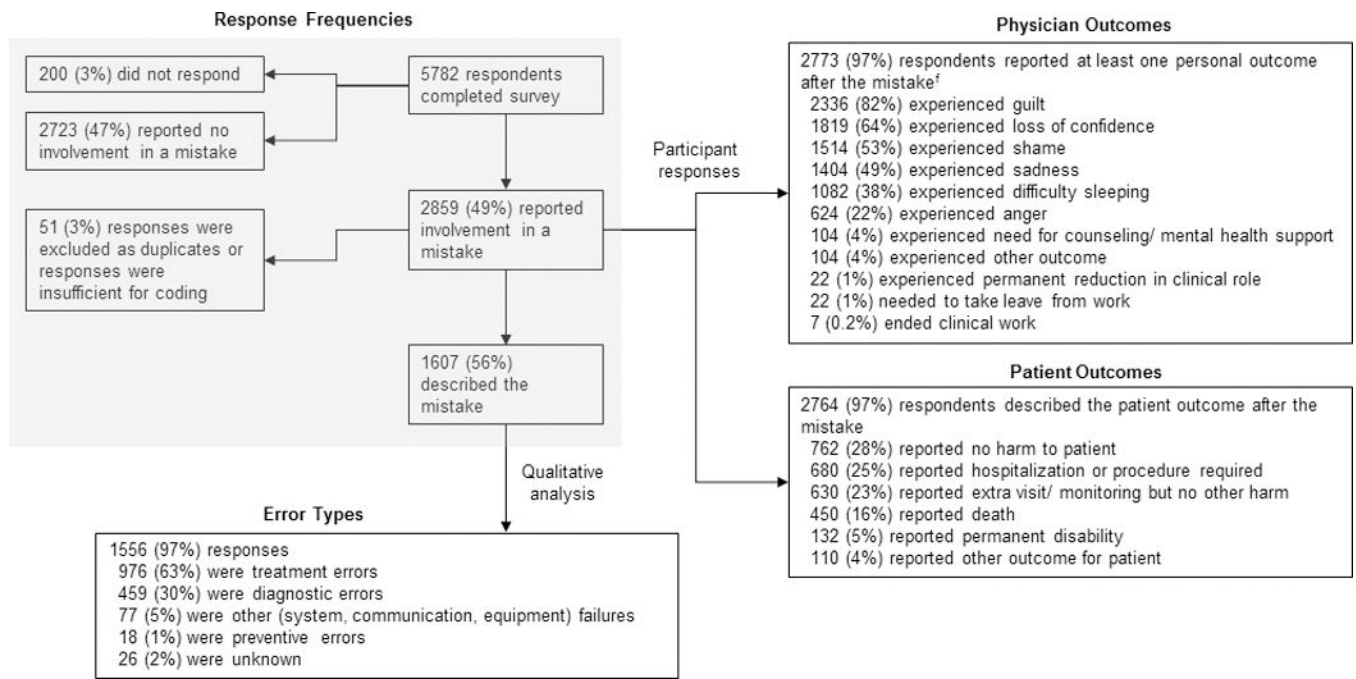 Response Frequencies
200 (3%) did not respond
5782 respondents
completed survey
2723 (47%) reported no
involvement in a mistake
51 (3%) responses were
excluded as duplicates or
responses were
insufficient for coding
2859 (49%) reported
involvement in a
mistake
1607 (56%)
described the
mistake
Participant
responses
Qualitative
analysis
Error Types
1556 (97%) responses
976 (63%) were treatment errors
459 (30%) were diagnostic errors
77 (5%) were other (system, communication, equipment) failures
18 (1%) were preventive errors
26 (2%) were unknown
Physician Outcomes
2773 (97%) respondents reported at least one personal outcome
after the mistakeᶠ
2336 (82%) experienced guilt
1819 (64%) experienced loss of confidence
1514 (53%) experienced shame
1404 (49%) experienced sadness
1082 (38%) experienced difficulty sleeping
624 (22%) experienced anger
104 (4%) experienced need for counseling/ mental health support
104 (4%) experienced other outcome
22 (1%) experienced permanent reduction in clinical role
22 (1%) needed to take leave from work
7 (0.2%) ended clinical work
Patient Outcomes
2764 (97%) respondents described the patient outcome after the
mistake
762 (28%) reported no harm to patient
680 (25%) reported hospitalization or procedure required
630 (23%) reported extra visit/ monitoring but no other harm
450 (16%) reported death
132 (5%) reported permanent disability
110 (4%) reported other outcome for patient